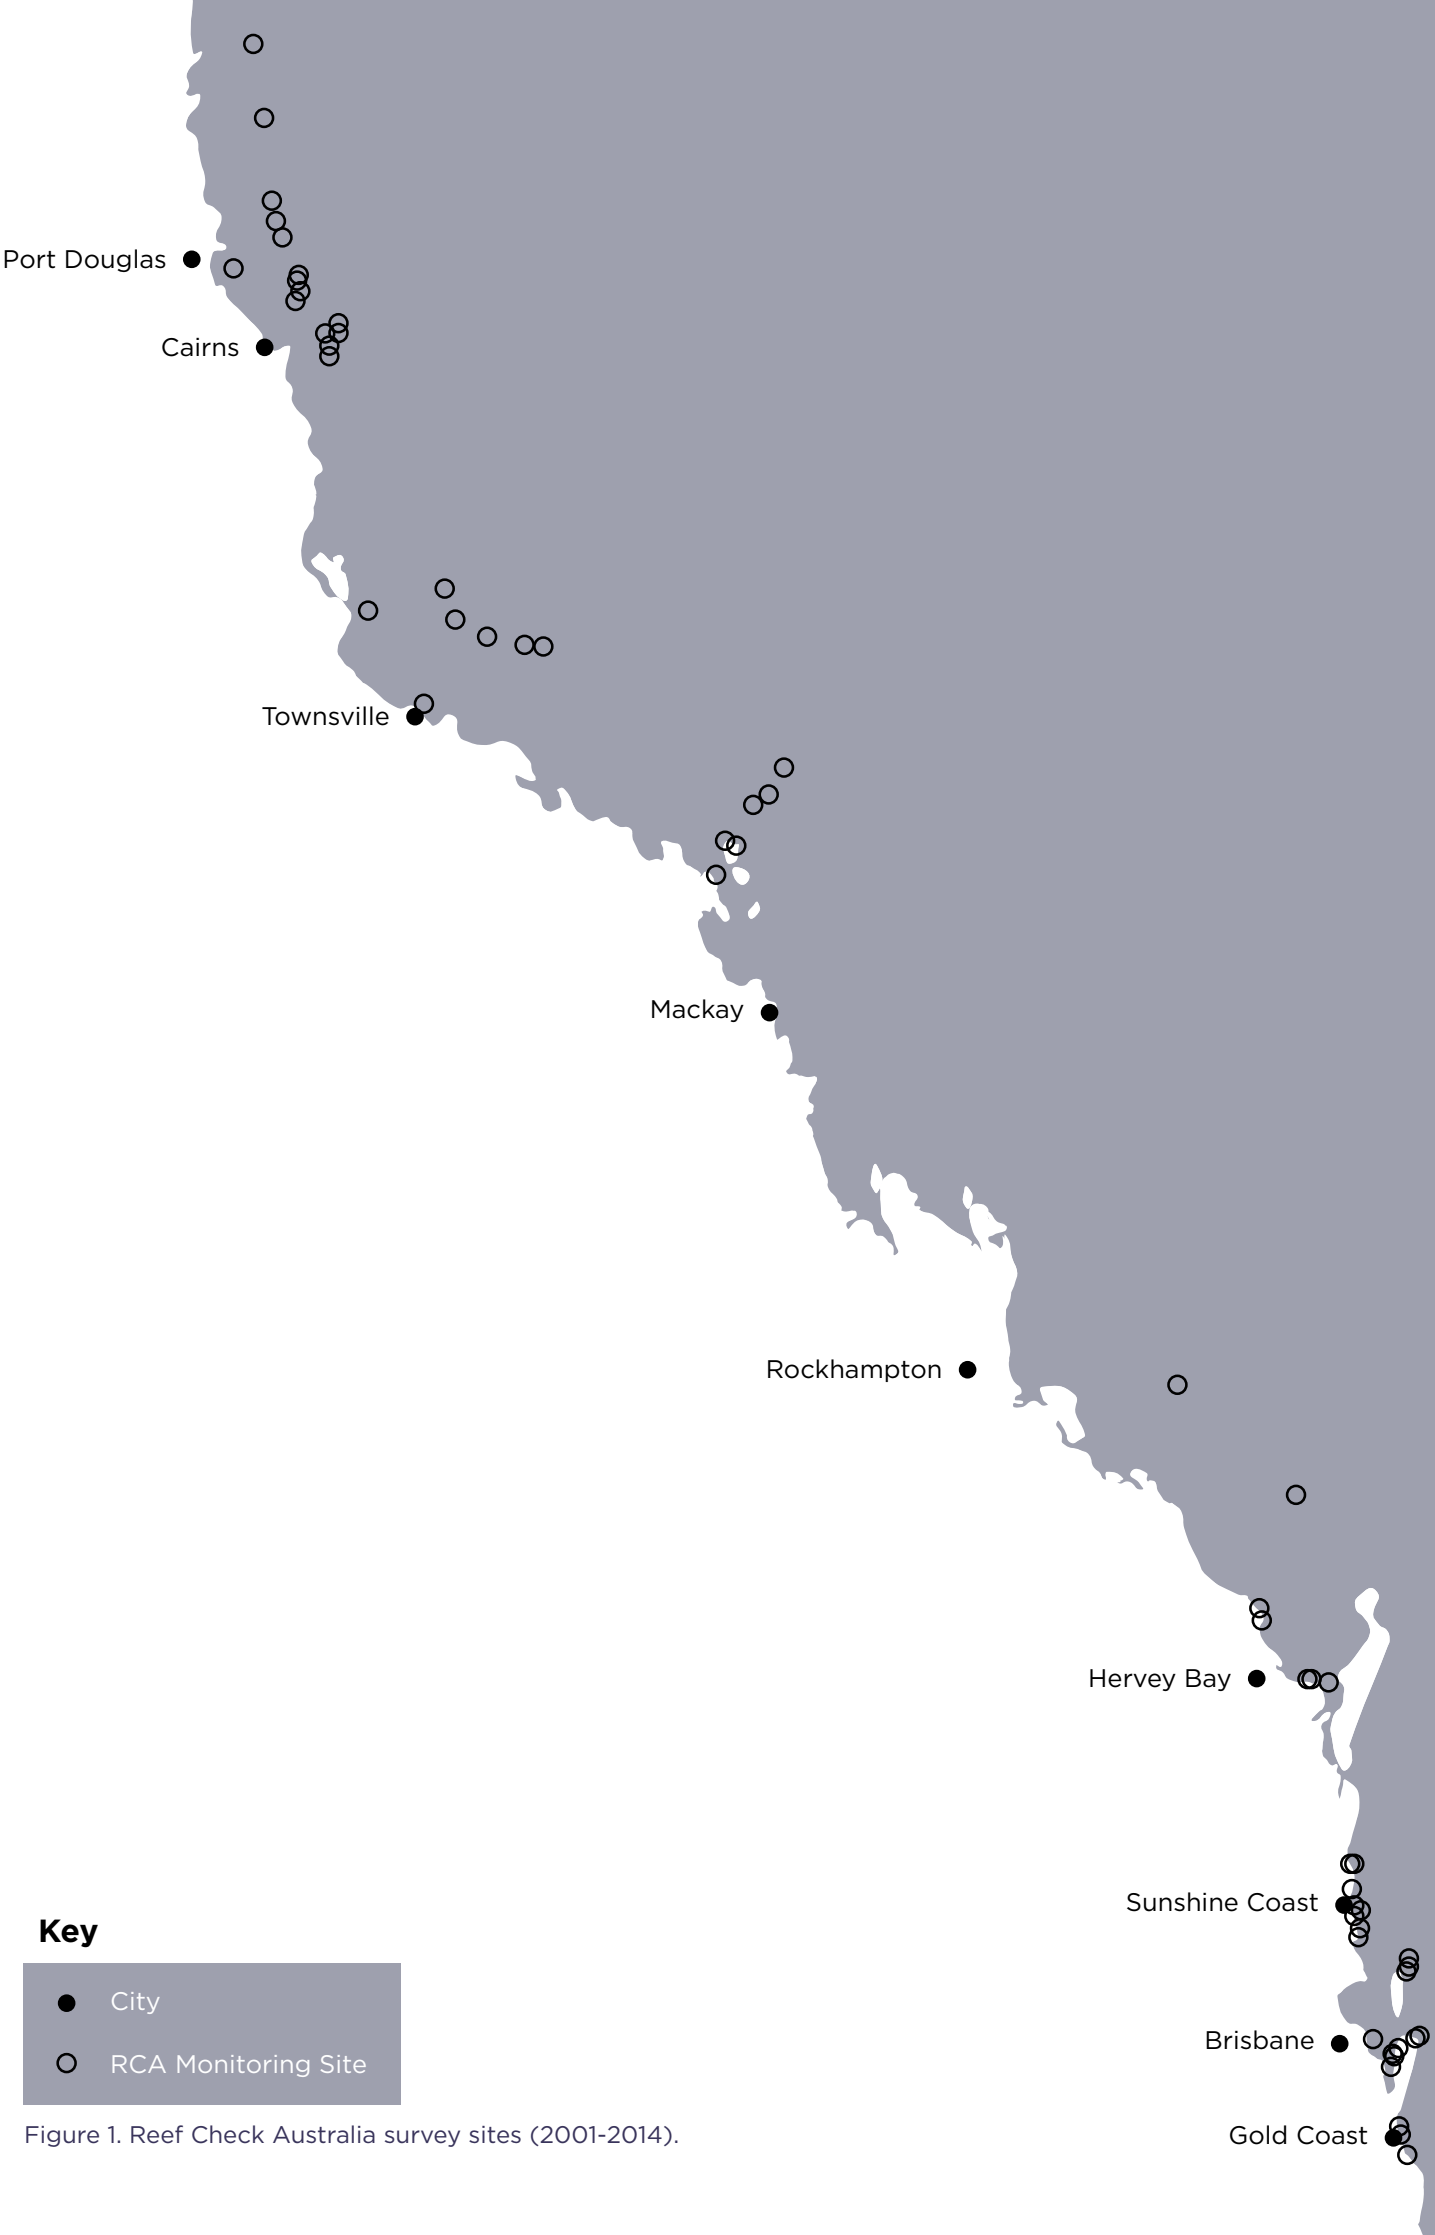 Port Douglas
Cairns
Townsville
Mackay
Rockhampton
Hervey Bay
Sunshine Coast
Key
City
Brisbane
RCA Monitoring Site
Figure 1. Reef Check Australia survey sites (2001-2014).
Gold Coast